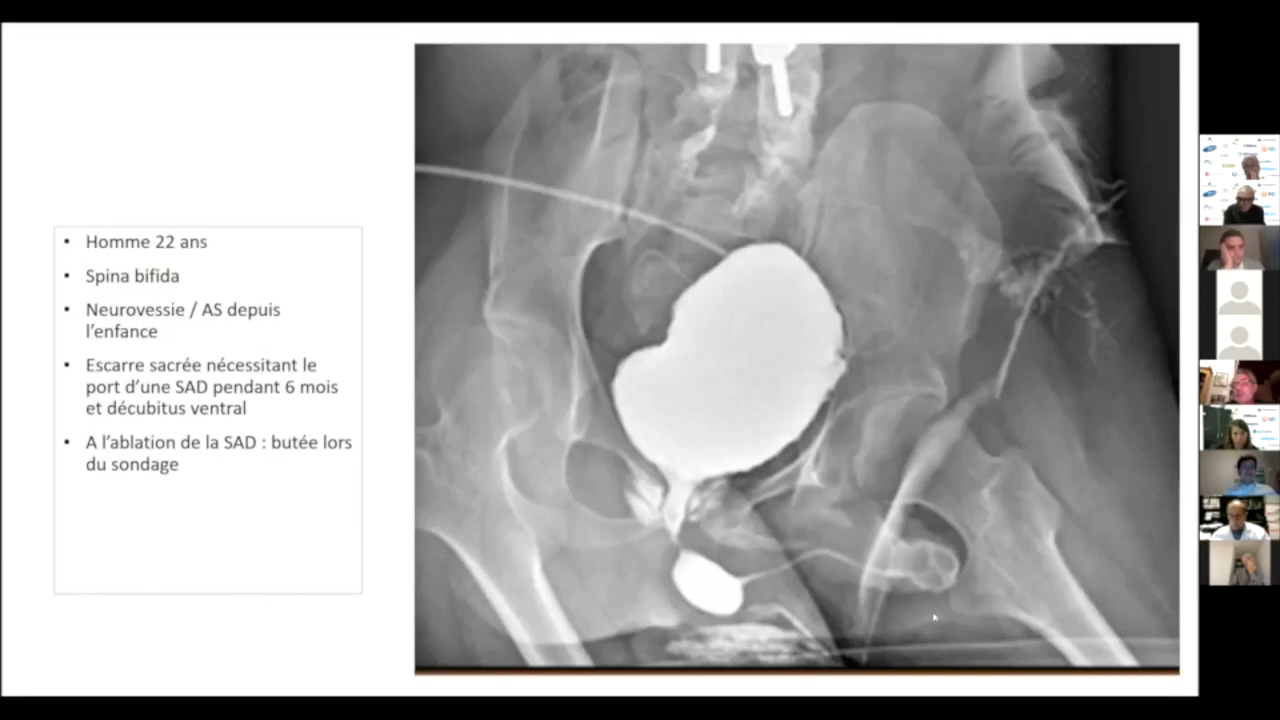 Homme 22 ans
Spina bifida
Neurovessie / AS depuis
l’enfance
Escarre sacrée nécessitant le
port d’une SAD pendant 6 mois
et décubitus ventral
A l’ablation de la SAD : butée lors
du sondage